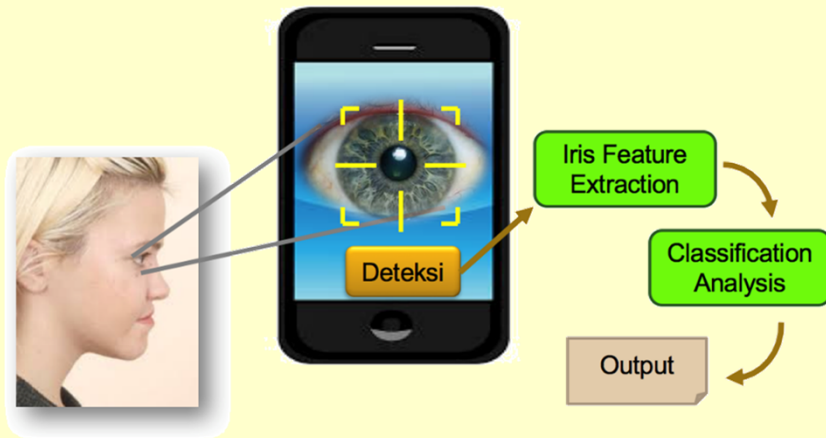 Deteksi
Iris Feature
Extraction
Classification
Analysis
Output